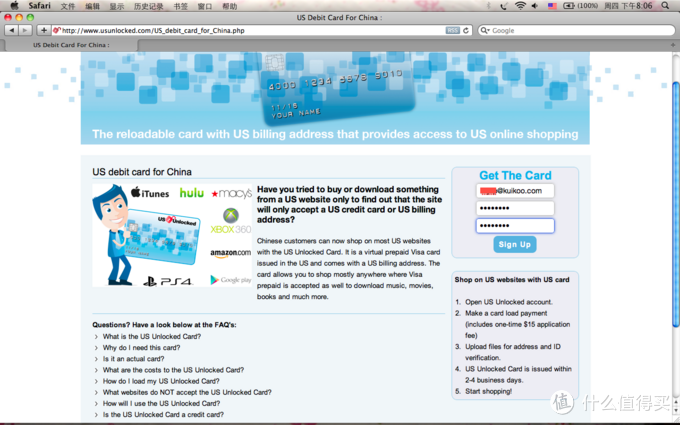 Safari 文件 编辑 显示 历史记录 书签 窗口 帮助
(100%) 周四 下午8:06
US Debit Card For China :
http://www.usunlocked.com/US_debit_card_for_China.php
RSS
Google
US Debit Card For China :
4000 1234 5678 9010
11/15
YOUR NAME
The reloadable card with US billing address that provides access to US online shopping
US debit card for China
iTunes
hulu
macy's
US Unlocked
XBOX 360
amazon.com
PS4
Google play
Have you tried to buy or download something
from a US website only to find out that the site
will only accept a US credit card or US billing
address?
Chinese customers can now shop on most US websites
with the US Unlocked Card. It is a virtual prepaid Visa card
issued in the US and comes with a US billing address. The
card allows you to shop mostly anywhere where Visa
prepaid is accepted as well to download music, movies,
books and much more.
Questions? Have a look below at the FAQ's:
What is the US Unlocked Card?
Why do I need this card?
Is it an actual card?
What are the costs to the US Unlocked Card?
How do I load my US Unlocked Card?
What websites do NOT accept the US Unlocked Card?
How will I use the US Unlocked Card?
Is the US Unlocked Card a credit card?
Get The Card
@kuikoo.com
Sign Up
Shop on US websites with US card
1. Open US Unlocked account.
2. Make a card load payment
(includes one-time $15 application
fee)
3. Upload files for address and ID
verification.
4. US Unlocked Card is issued within
2-4 business days.
5. Start shopping!
值 什么值得买